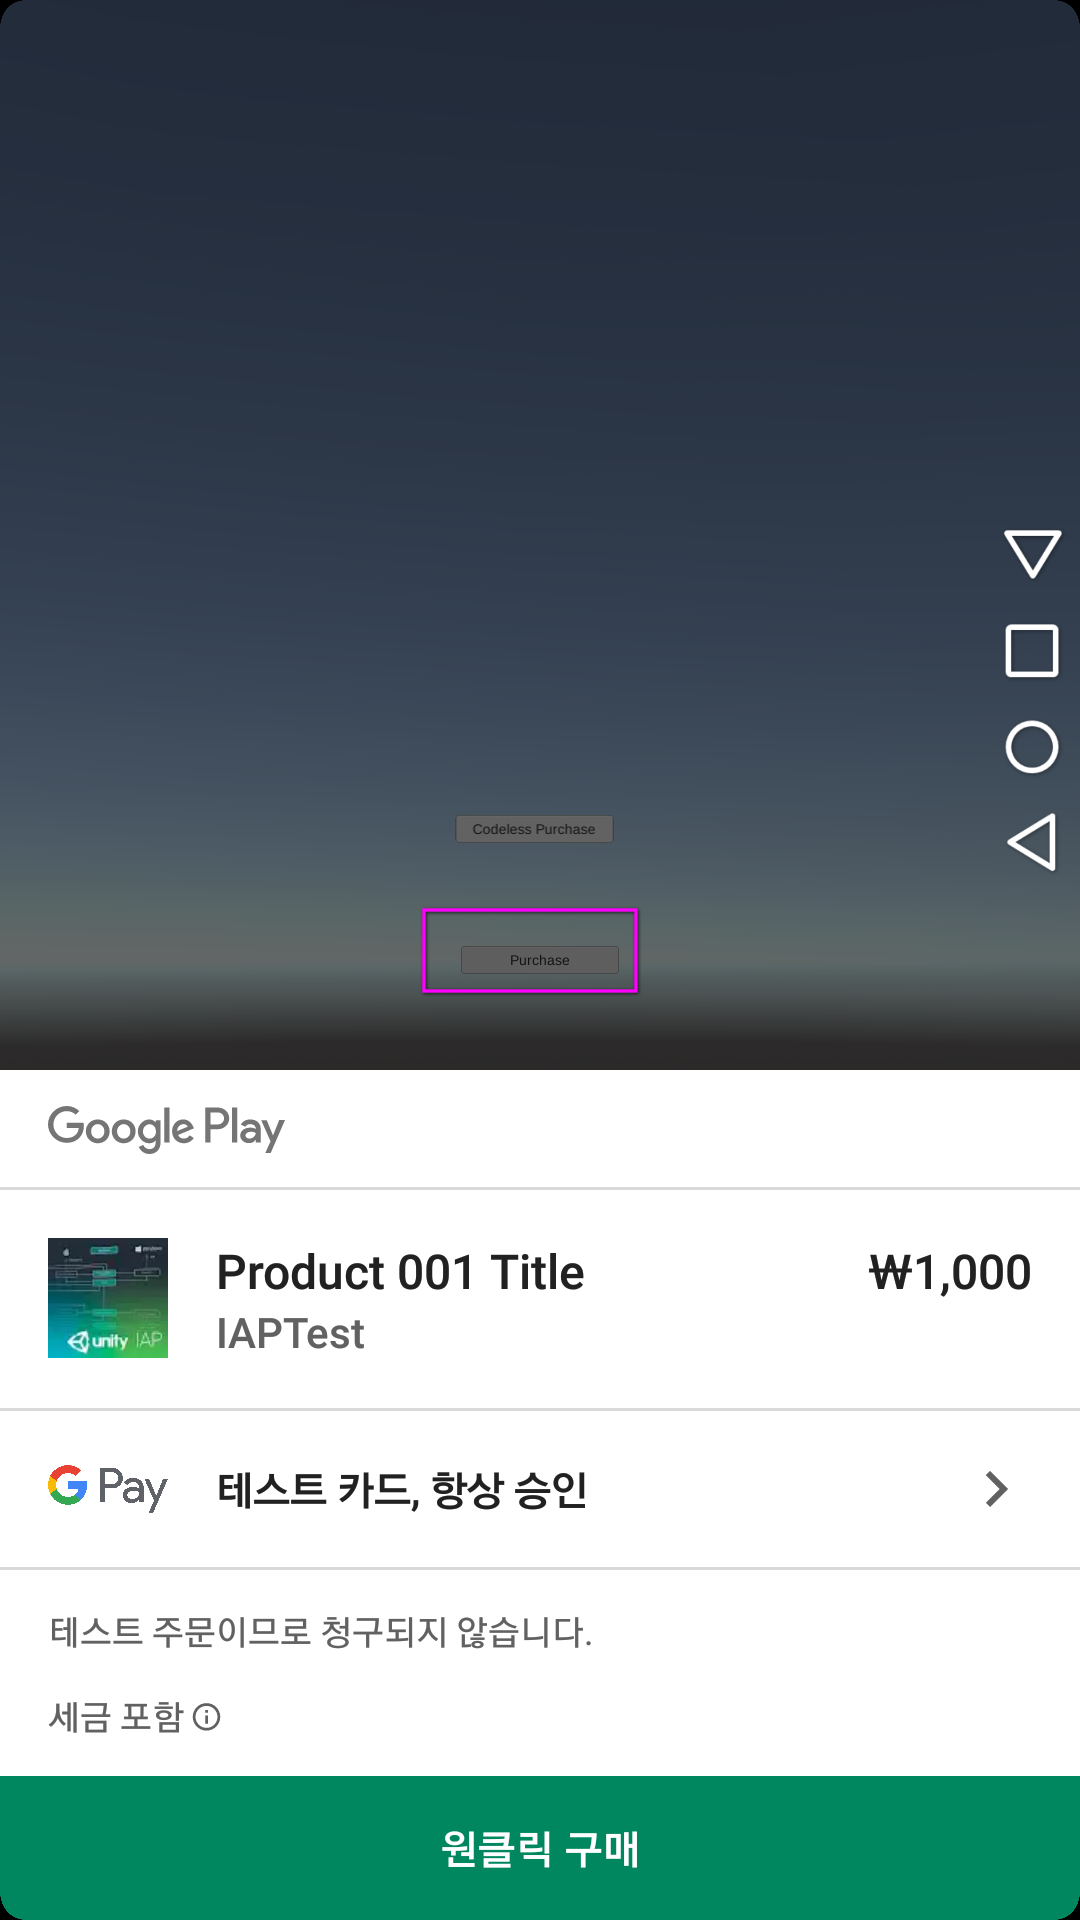 Codeless Purchase
Purchase
Google Play
Product 001 Title
₩1,000
IAPTest
unity IAP
G Pay
테스트 카드, 항상 승인
테스트 주문이므로 청구되지 않습니다.
세금 포함
원클릭 구매